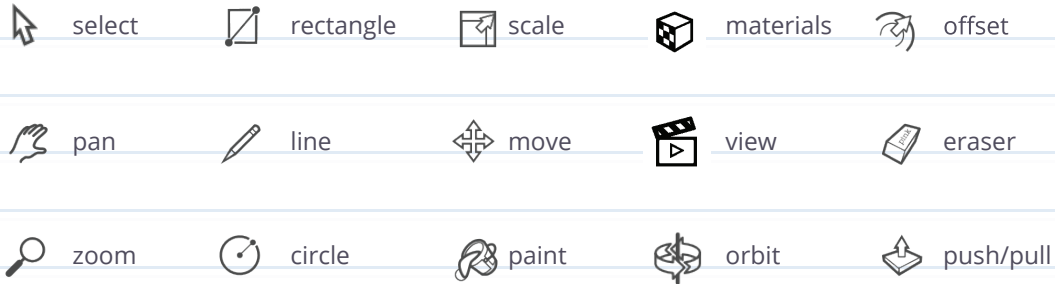 select rectangle scale materials offset
pan line move view eraser
zoom circle paint orbit push/pull